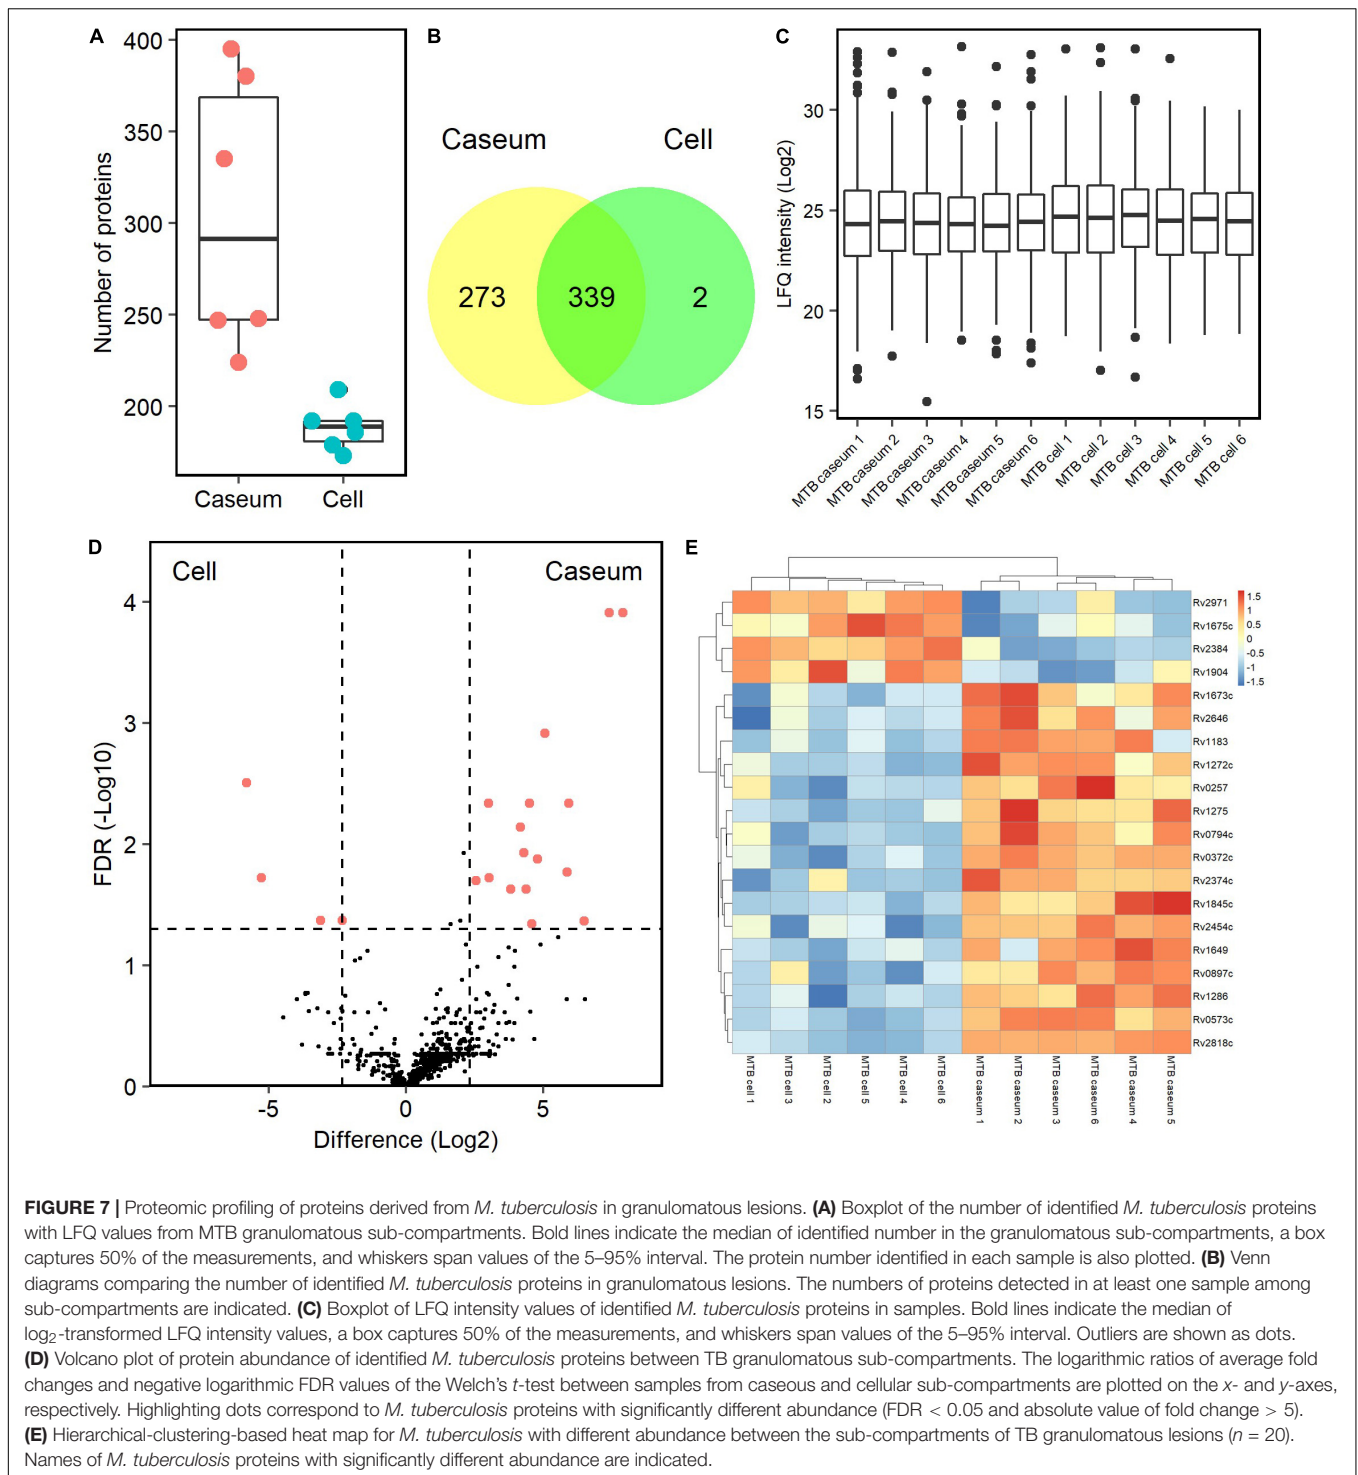 A
400
350
300
250
200
Number of proteins
Caseum
Cell
B
Caseum
Cell
273
339
2
C
30
25
20
15
LFQ intensity (Log2)
MTB caseum 1
MTB caseum 2
MTB caseum 3
MTB caseum 4
MTB caseum 5
MTB caseum 6
MTB cell 1
MTB cell 2
MTB cell 3
MTB cell 4
MTB cell 5
MTB cell 6
D
Cell
Caseum
4
3
2
1
0
FDR (-Log10)
-5
0
5
Difference (Log2)
E
1.5
1
0.5
0
-0.5
-1
-1.5
Rv2971
Rv1675c
Rv2384
Rv1904
Rv1673c
Rv2646
Rv1183
Rv1272c
Rv0257
Rv1275
Rv0794c
Rv0372c
Rv2374c
Rv1845c
Rv2454c
Rv1649
Rv0897c
Rv1286
Rv0573c
Rv2818c
MTB cell 1
MTB cell 3
MTB cell 2
MTB cell 5
MTB cell 4
MTB cell 6
MTB caseum 1
MTB caseum 2
MTB caseum 3
MTB caseum 6
MTB caseum 4
MTB caseum 5
FIGURE 7 | Proteomic profiling of proteins derived from M. tuberculosis in granulomatous lesions. (A) Boxplot of the number of identified M. tuberculosis proteins
with LFQ values from MTB granulomatous sub-compartments. Bold lines indicate the median of identified number in the granulomatous sub-compartments, a box
captures 50% of the measurements, and whiskers span values of the 5–95% interval. The protein number identified in each sample is also plotted. (B) Venn
diagrams comparing the number of identified M. tuberculosis proteins in granulomatous lesions. The numbers of proteins detected in at least one sample among
sub-compartments are indicated. (C) Boxplot of LFQ intensity values of identified M. tuberculosis proteins in samples. Bold lines indicate the median of
log₂-transformed LFQ intensity values, a box captures 50% of the measurements, and whiskers span values of the 5–95% interval. Outliers are shown as dots.
(D) Volcano plot of protein abundance of identified M. tuberculosis proteins between TB granulomatous sub-compartments. The logarithmic ratios of average fold
changes and negative logarithmic FDR values of the Welch's t-test between samples from caseous and cellular sub-compartments are plotted on the x- and y-axes,
respectively. Highlighting dots correspond to M. tuberculosis proteins with significantly different abundance (FDR < 0.05 and absolute value of fold change > 5).
(E) Hierarchical-clustering-based heat map for M. tuberculosis with different abundance between the sub-compartments of TB granulomatous lesions (n = 20).
Names of M. tuberculosis proteins with significantly different abundance are indicated.